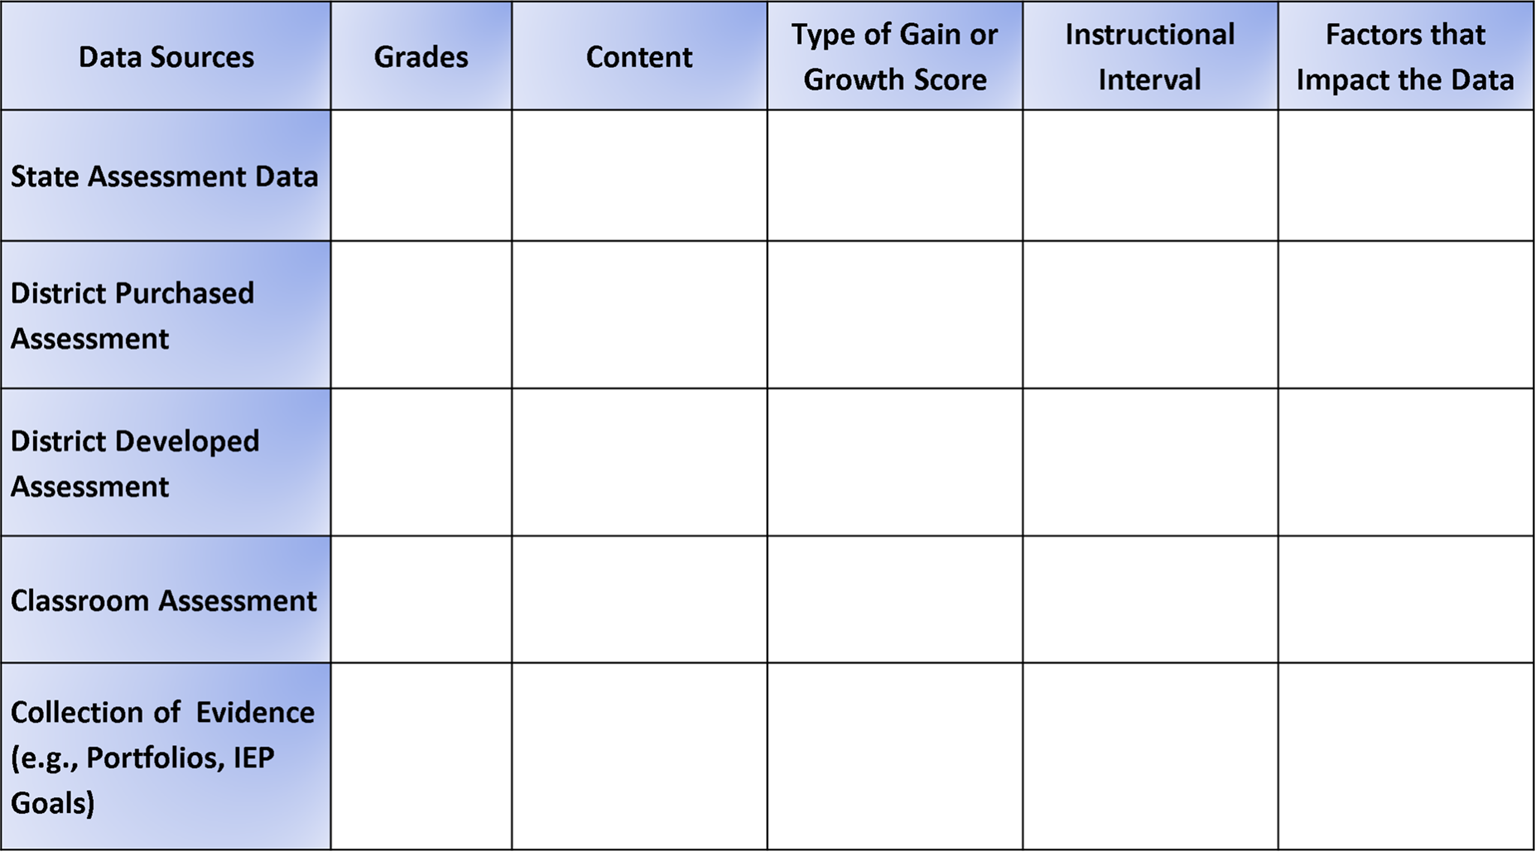 Data Sources
Grades
Content
Type of Gain or
Growth Score
Instructional
Interval
Factors that
Impact the Data
State Assessment Data
District Purchased
Assessment
District Developed
Assessment
Classroom Assessment
Collection of Evidence
(e.g., Portfolios, IEP
Goals)